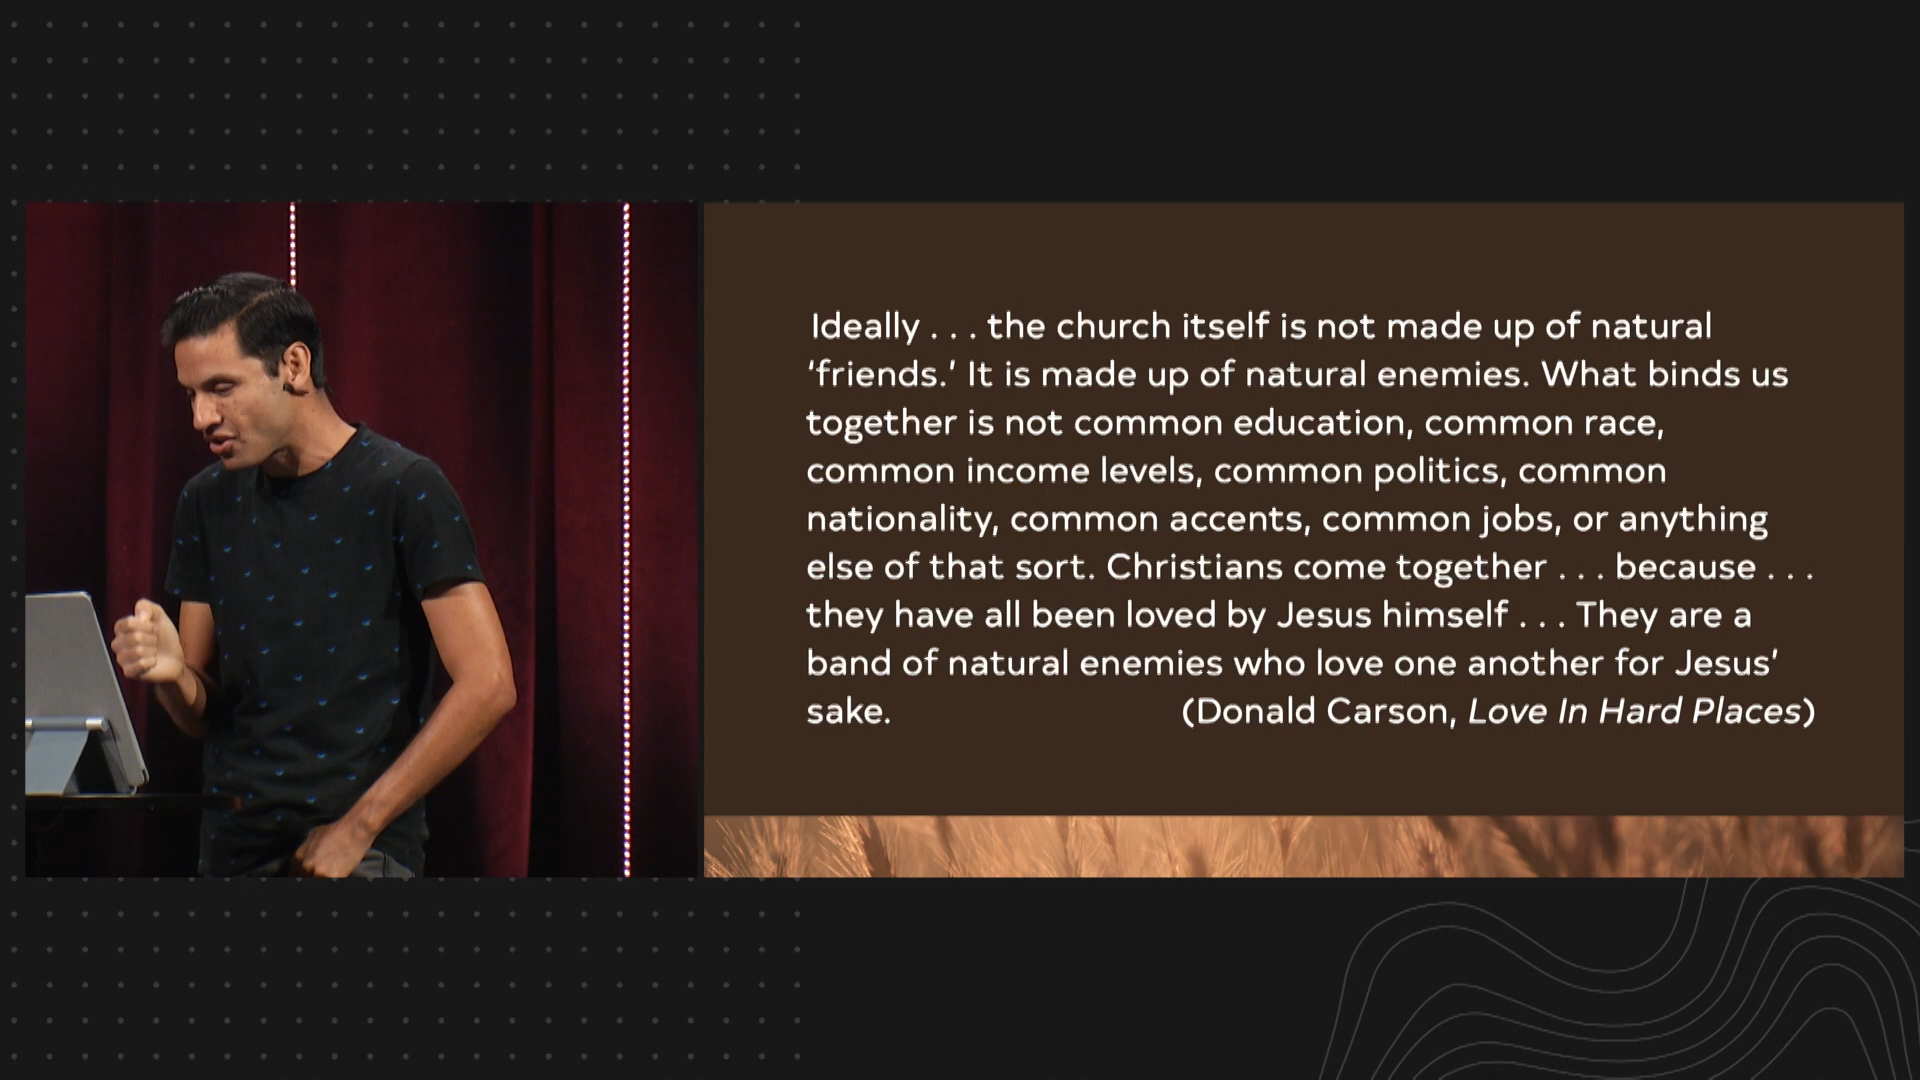 Ideally . . . the church itself is not made up of natural
‘friends.’ It is made up of natural enemies. What binds us
together is not common education, common race,
common income levels, common politics, common
nationality, common accents, common jobs, or anything
else of that sort. Christians come together . . . because . . .
they have all been loved by Jesus himself . . . They are a
band of natural enemies who love one another for Jesus’
sake. (Donald Carson, Love In Hard Places)